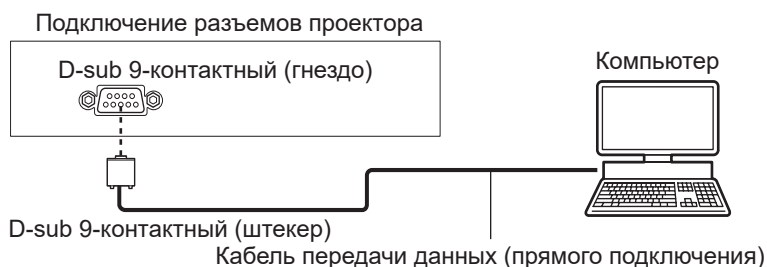 Подключение разъемов проектора
D-sub 9-контактный (гнездо)
Компьютер
D-sub 9-контактный (штекер)
Кабель передачи данных (прямого подключения)